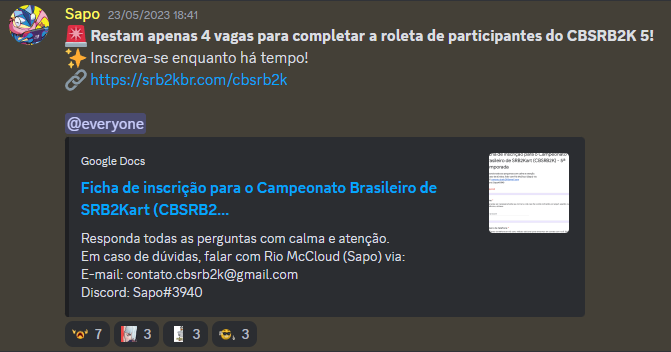 Sapo 23/05/2023 18:41
🚨 Restam apenas 4 vagas para completar a roleta de participantes do CBSRB2K 5!
✨ Inscreva-se enquanto há tempo!
🔗 https://srb2kbr.com/cbsrb2k
@everyone
Google Docs
Ficha de inscrição para o Campeonato Brasileiro de
SRB2Kart (CBSRB2...
Responda todas as perguntas com calma e atenção.
Em caso de dúvidas, falar com Rio McCloud (Sapo) via:
E-mail: contato.cbsrb2k@gmail.com
Discord: Sapo#3940
7 3 3 3